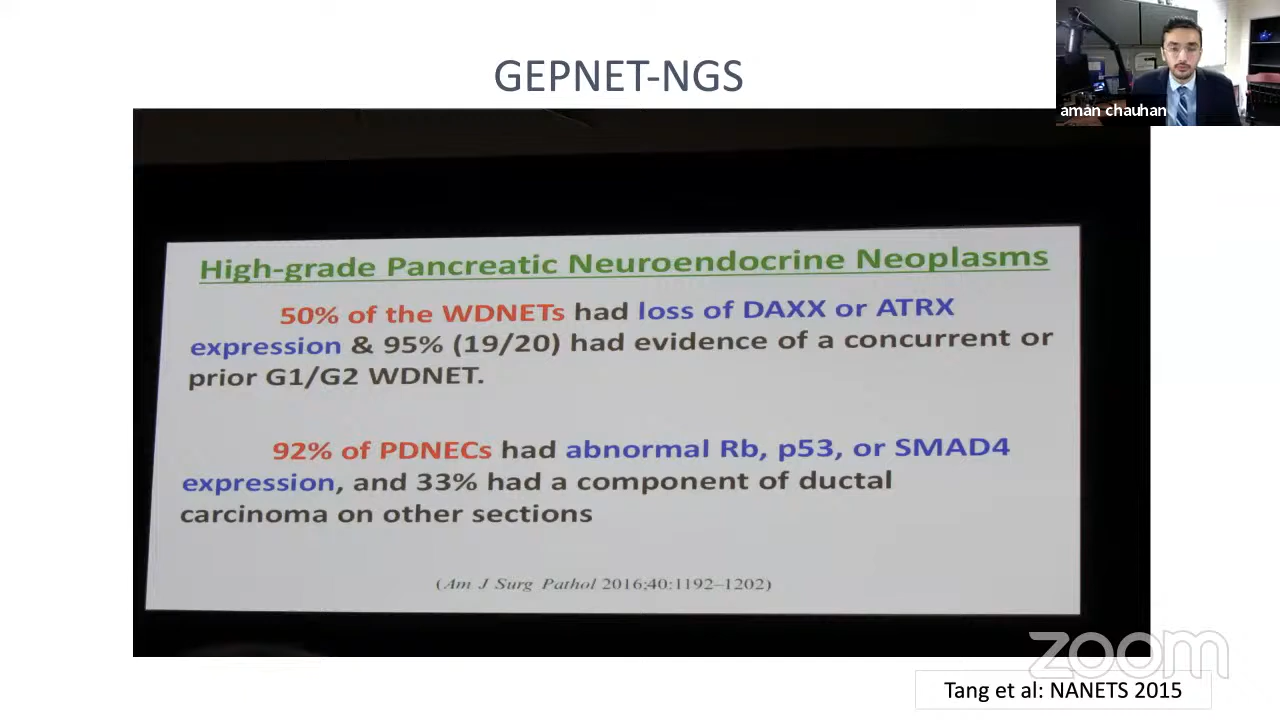 GEPNET-NGS
aman chauhan
High-grade Pancreatic Neuroendocrine Neoplasms
50% of the WDNETs had loss of DAXX or ATRX
expression & 95% (19/20) had evidence of a concurrent or
prior G1/G2 WDNET.
92% of PDNECs had abnormal Rb, p53, or SMAD4
expression, and 33% had a component of ductal
carcinoma on other sections
(Am J Surg Pathol 2016;40:1192–1202)
zoom
Tang et al: NANETS 2015